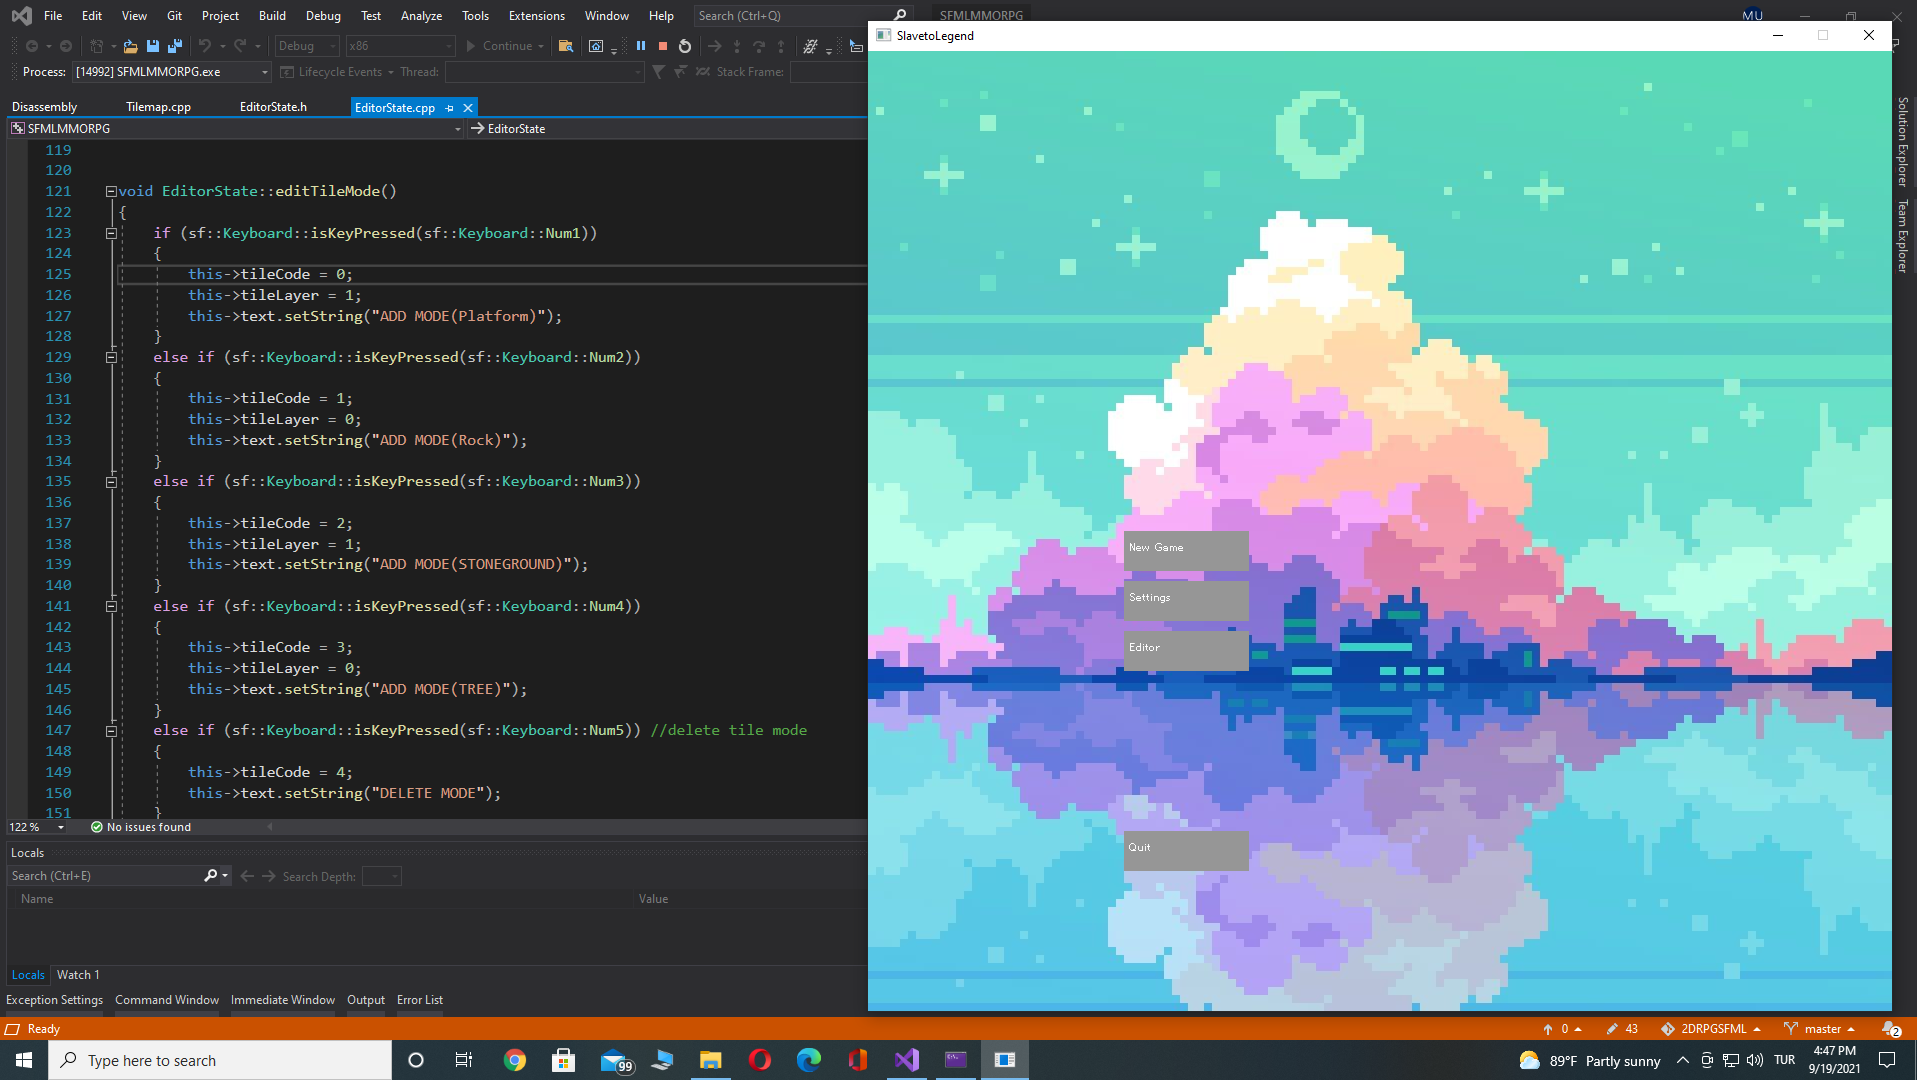 File Edit View Git Project Build Debug Test Analyze Tools Extensions Window Help Search (Ctrl+Q) SFMLMMORPG MU
Debug x86 Continue
Process: [14992] SFMLMMORPG.exe Lifecycle Events Thread: Stack Frame:
Disassembly Tilemap.cpp EditorState.h EditorState.cpp
SFMLMMORPG EditorState
119
120
121 void EditorState::editTileMode()
122 {
123 if (sf::Keyboard::isKeyPressed(sf::Keyboard::Num1))
124 {
125 this->tileCode = 0;
126 this->tileLayer = 1;
127 this->text.setString("ADD MODE(Platform)");
128 }
129 else if (sf::Keyboard::isKeyPressed(sf::Keyboard::Num2))
130 {
131 this->tileCode = 1;
132 this->tileLayer = 0;
133 this->text.setString("ADD MODE(Rock)");
134 }
135 else if (sf::Keyboard::isKeyPressed(sf::Keyboard::Num3))
136 {
137 this->tileCode = 2;
138 this->tileLayer = 1;
139 this->text.setString("ADD MODE(STONEGROUND)");
140 }
141 else if (sf::Keyboard::isKeyPressed(sf::Keyboard::Num4))
142 {
143 this->tileCode = 3;
144 this->tileLayer = 0;
145 this->text.setString("ADD MODE(TREE)");
146 }
147 else if (sf::Keyboard::isKeyPressed(sf::Keyboard::Num5)) //delete tile mode
148 {
149 this->tileCode = 4;
150 this->text.setString("DELETE MODE");
151 }
122 % No issues found
Locals
Search (Ctrl+E) Search Depth:
Name Value
Locals Watch 1
Exception Settings Command Window Immediate Window Output Error List
SlavetoLegend
New Game
Settings
Editor
Quit
Solution Explorer
Team Explorer
Ready 0 43 2DRPGSFML master 2
Type here to search 99 89°F Partly sunny TUR 4:47 PM
9/19/2021